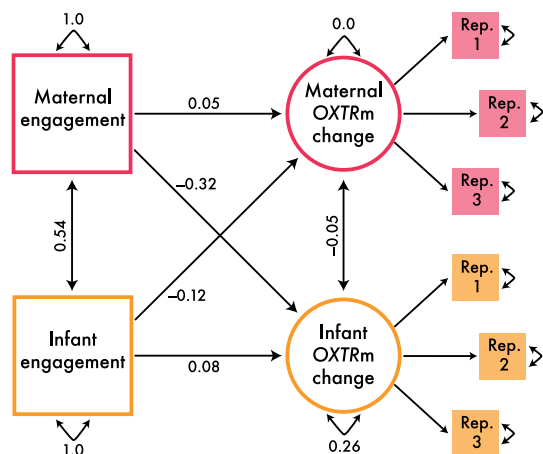 1.0
0.0
Rep.
1
Maternal
engagement
0.05
Maternal
OXTRm
change
Rep.
2
Rep.
3
–0.32
0.54
–0.05
–0.12
Rep.
1
Infant
engagement
0.08
Infant
OXTRm
change
Rep.
2
Rep.
3
1.0
0.26